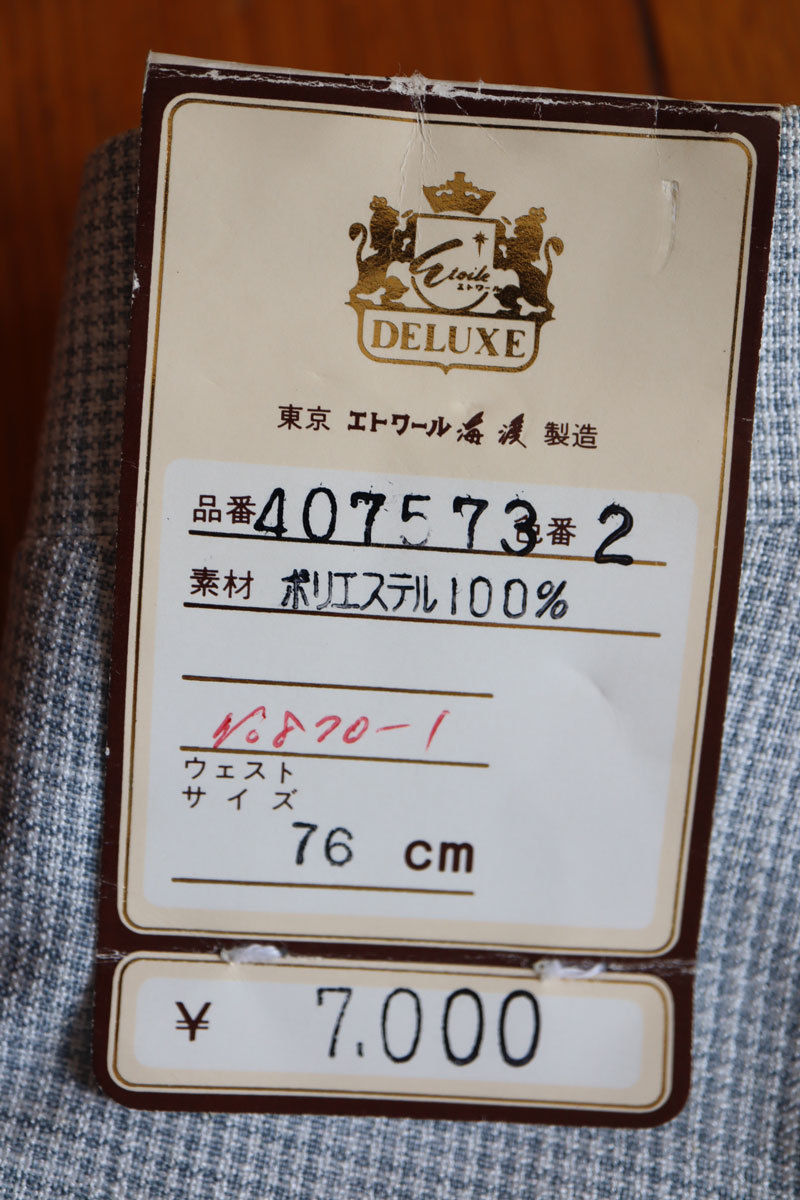 Etoile
エトワール
DELUXE
東京 エトワール海渡 製造
品番 407573 色番 2
素材 ポリエステル100%
No 870-1
ウェスト
サイズ
76 cm
¥ 7.000